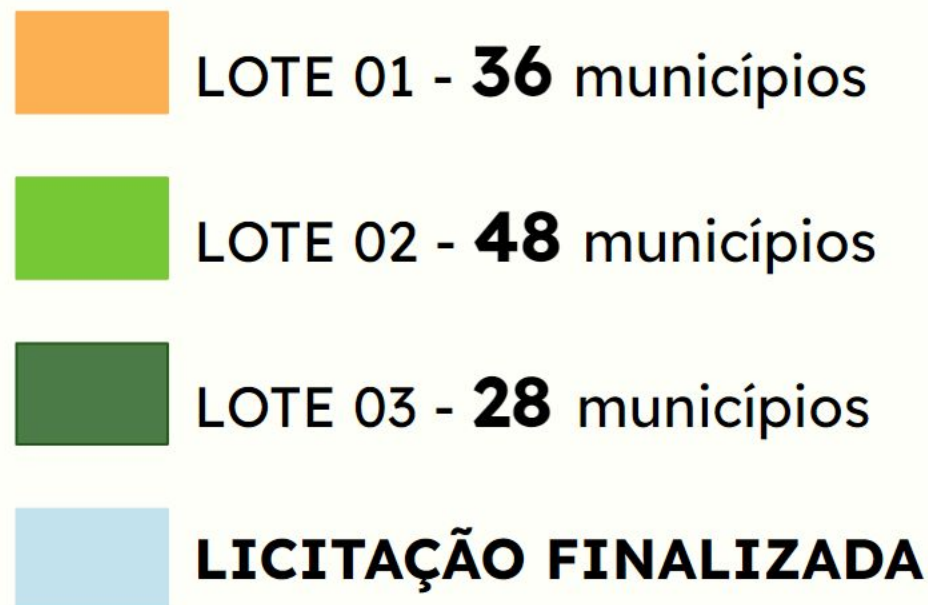 LOTE 01 - 36 municípios
LOTE 02 - 48 municípios
LOTE 03 - 28 municípios
LICITAÇÃO FINALIZADA